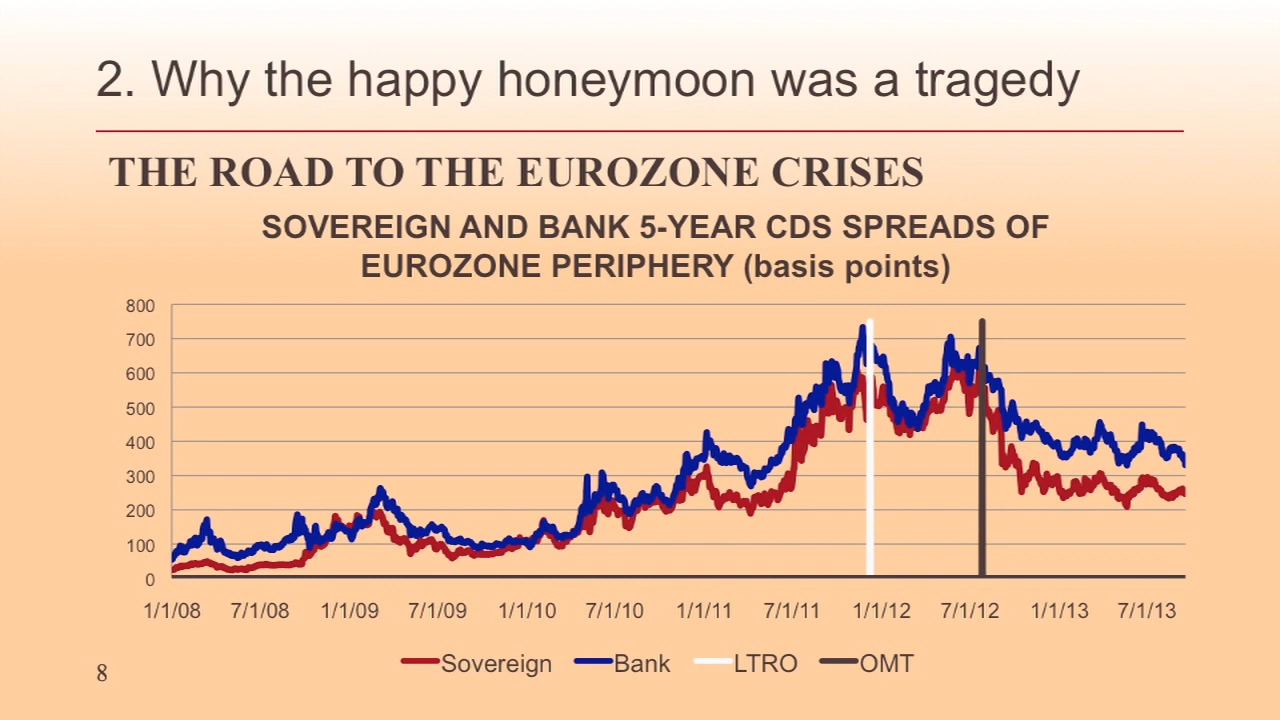 2. Why the happy honeymoon was a tragedy
THE ROAD TO THE EUROZONE CRISES
SOVEREIGN AND BANK 5-YEAR CDS SPREADS OF
EUROZONE PERIPHERY (basis points)
800
700
600
500
400
300
200
100
0
1/1/08 7/1/08 1/1/09 7/1/09 1/1/10 7/1/10 1/1/11 7/1/11 1/1/12 7/1/12 1/1/13 7/1/13
Sovereign Bank LTRO OMT
8